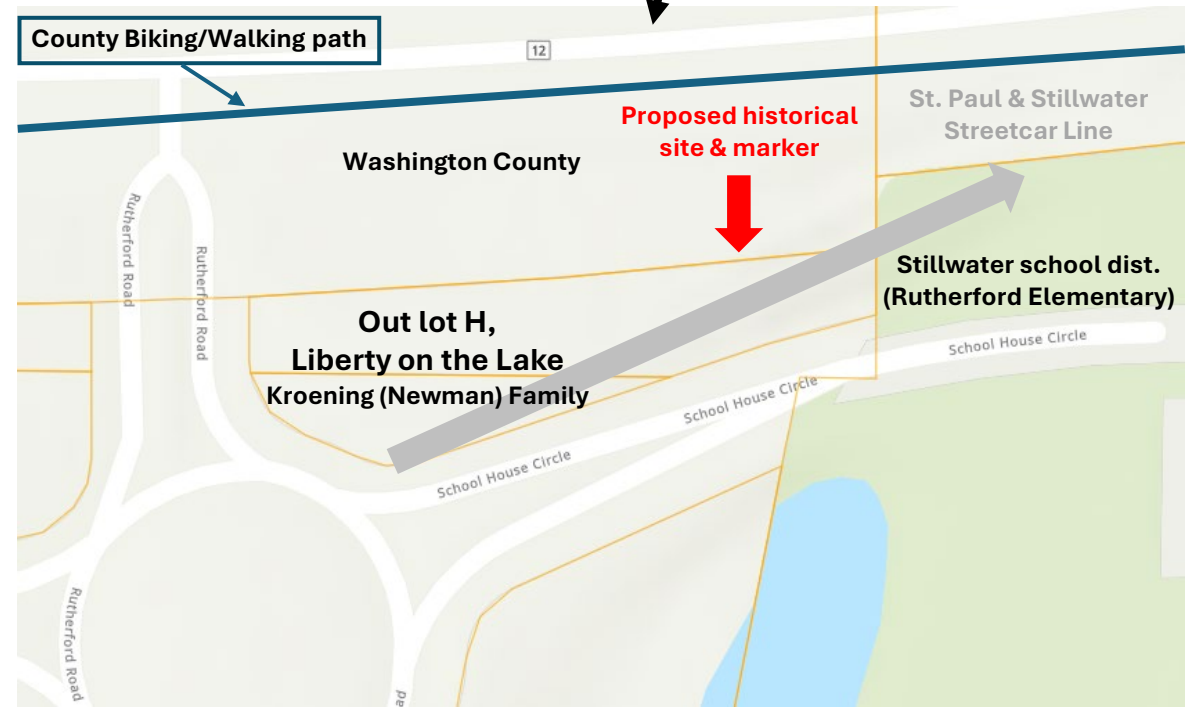 County Biking/Walking path
12
St. Paul & Stillwater
Streetcar Line
Proposed historical
site & marker
Washington County
Rutherford Road
Rutherford Road
Stillwater school dist.
(Rutherford Elementary)
Out lot H,
Liberty on the Lake
Kroening (Newman) Family
School House Circle
School House Circle
School House Circle
Rutherford Road